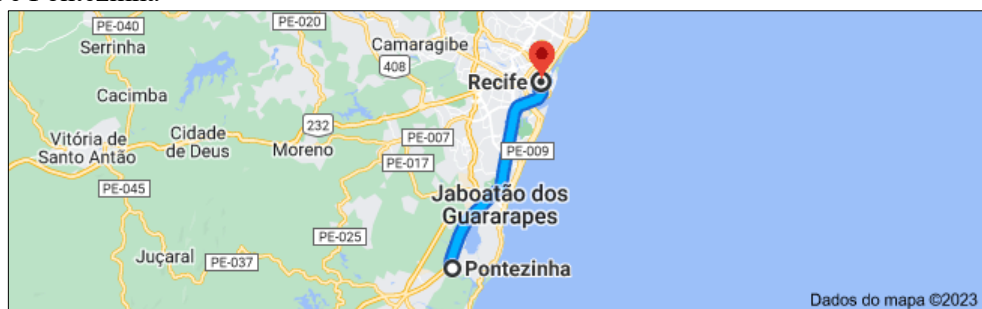 PE-040
PE-020
Serrinha
Camaragibe
408
Recife
Cacimba
232
Vitória de
Santo Antão
Cidade
de Deus
Moreno
PE-007
PE-009
PE-017
PE-045
Jaboatão dos
Guararapes
PE-025
Juçaral
PE-037
Pontezinha
Dados do mapa ©2023